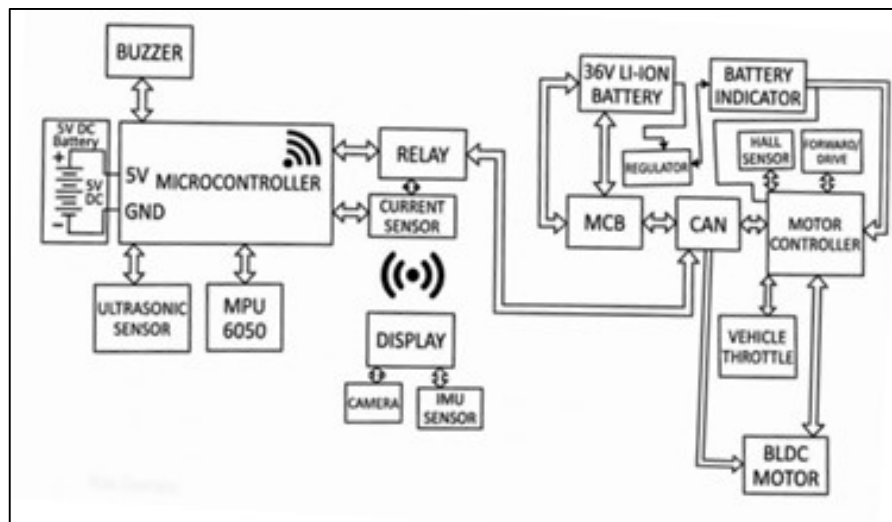 BUZZER
5V DC
Battery
+
5V
DC
-
5V
MICROCONTROLLER
GND
RELAY
CURRENT
SENSOR
ULTRASONIC
SENSOR
MPU
6050
DISPLAY
CAMERA
IMU
SENSOR
36V LI-ION
BATTERY
BATTERY
INDICATOR
REGULATOR
HALL
SENSOR
FORWARD/
DRIVE
MCB
CAN
MOTOR
CONTROLLER
VEHICLE
THROTTLE
BLDC
MOTOR